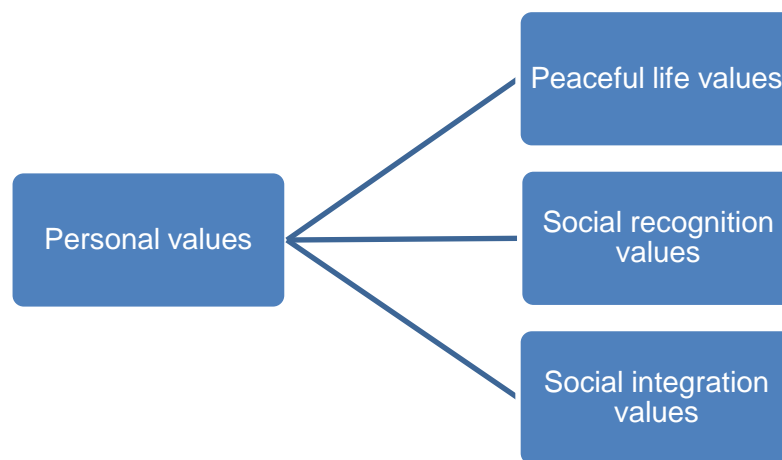 Peaceful life values
Personal values
Social recognition
values
Social integration
values